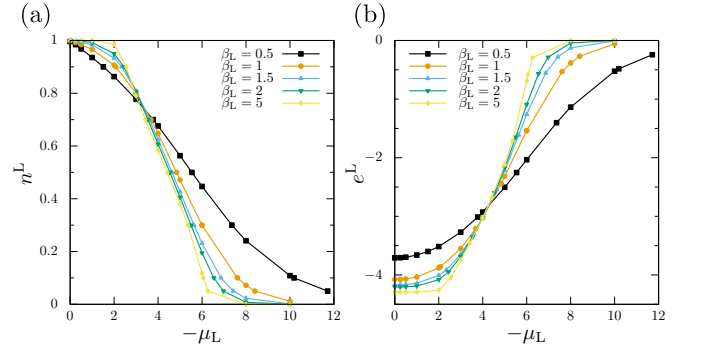 (a)
1
0.8
0.6
0.4
0.2
0
n^L
0 2 4 6 8 10 12
−μ_L
β_L = 0.5
β_L = 1
β_L = 1.5
β_L = 2
β_L = 5
(b)
0
−2
−4
e^L
0 2 4 6 8 10 12
−μ_L
β_L = 0.5
β_L = 1
β_L = 1.5
β_L = 2
β_L = 5